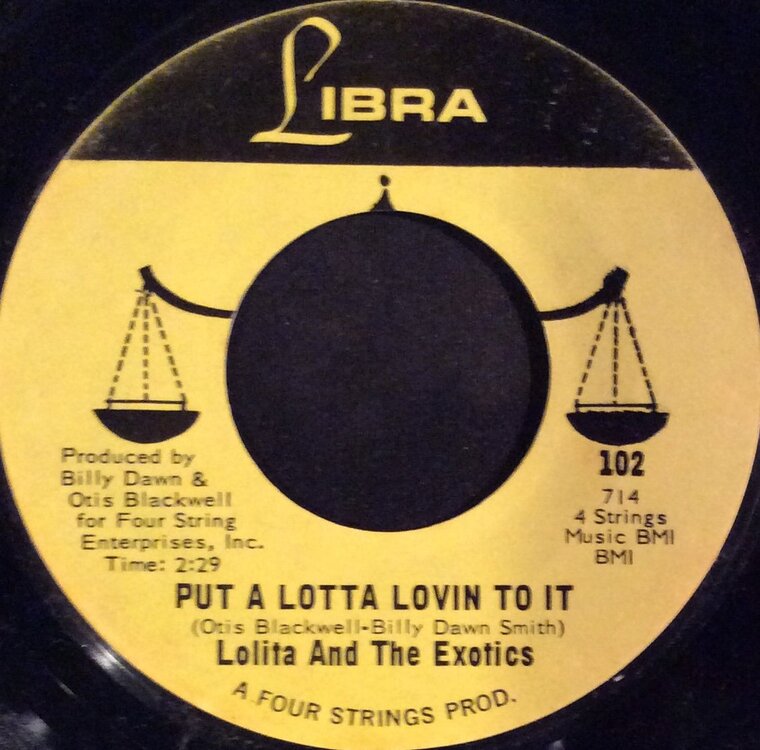 LIBRA
Produced by
Billy Dawn &
Otis Blackwell
for Four String
Enterprises, Inc.
Time: 2:29
102
714
4 Strings
Music BMI
BMI
PUT A LOTTA LOVIN TO IT
(Otis Blackwell-Billy Dawn Smith)
Lolita And The Exotics
A FOUR STRINGS PROD.